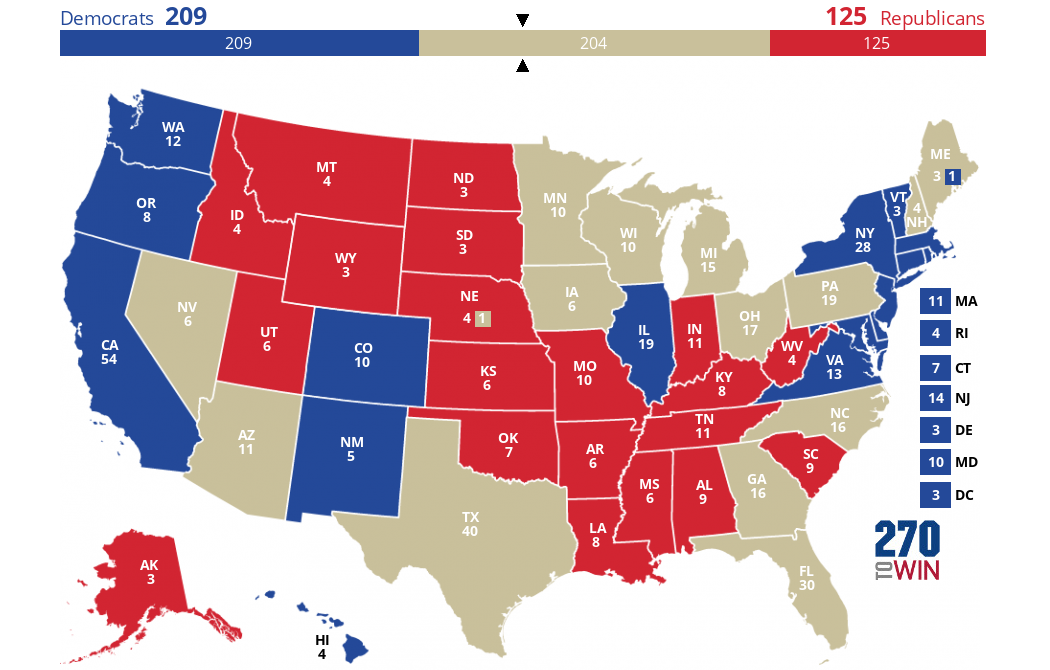 Democrats 209
125 Republicans
209
204
125
WA
12
OR
8
CA
54
NV
6
ID
4
MT
4
WY
3
UT
6
AZ
11
CO
10
NM
5
ND
3
SD
3
NE
4 1
KS
6
OK
7
TX
40
MN
10
IA
6
MO
10
AR
6
LA
8
WI
10
IL
19
MI
15
IN
11
OH
17
KY
8
TN
11
MS
6
AL
9
GA
16
FL
30
SC
9
NC
16
WV
4
VA
13
PA
19
NY
28
VT
3
4
NH
ME
3 1
11 MA
4 RI
7 CT
14 NJ
3 DE
10 MD
3 DC
AK
3
HI
4
270
TO
WIN